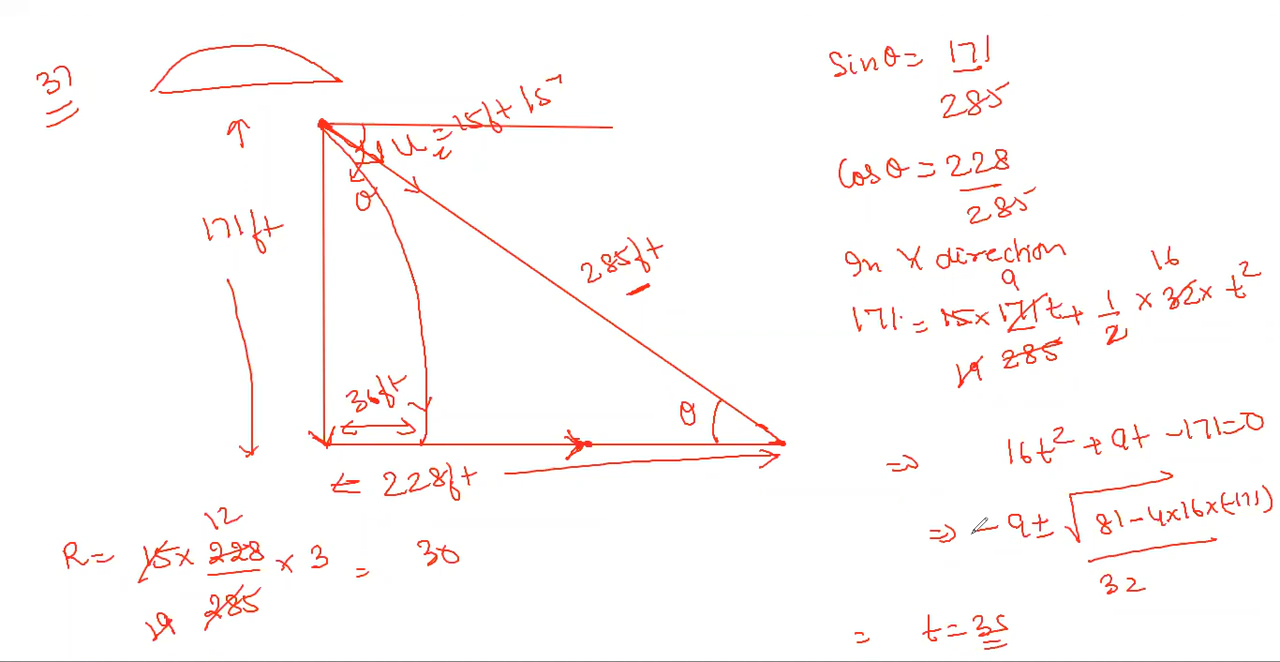 37
u = 15ft/s
θ
171ft
285ft
36ft
θ
228ft
12
R = 15 × 228/285 × 3 = 36
19
Sinθ = 171/285
Cosθ = 228/285
In Y direction
9 16
171 = 15 × 171t/285 + 1/2 × 32 × t²
19
⇒ 16t² + 9t - 171 = 0
⇒ - 9 ± √81 - 4×16×(-171) / 32
= t = 3s